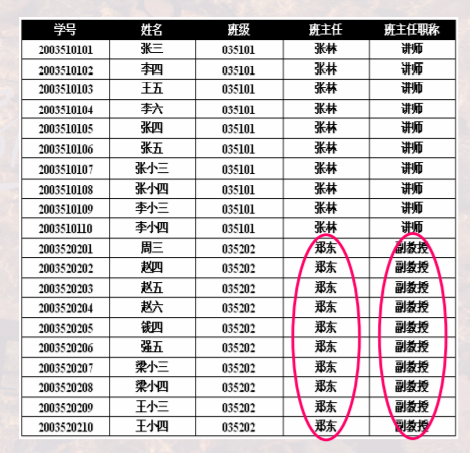 学号 姓名 班级 班主任 班主任职称
2003510101 张三 035101 张林 讲师
2003510102 李四 035101 张林 讲师
2003510103 王五 035101 张林 讲师
2003510104 李六 035101 张林 讲师
2003510105 张四 035101 张林 讲师
2003510106 张五 035101 张林 讲师
2003510107 张小三 035101 张林 讲师
2003510108 张小四 035101 张林 讲师
2003510109 李小三 035101 张林 讲师
2003510110 李小四 035101 张林 讲师
2003520201 周三 035202 郑东 副教授
2003520202 赵四 035202 郑东 副教授
2003520203 赵五 035202 郑东 副教授
2003520204 赵六 035202 郑东 副教授
2003520205 035202 郑东 副教授
2003520206 强五 035202 郑东 副教授
2003520207 梁小三 035202 郑东 副教授
2003520208 梁小四 035202 郑东 副教授
2003520209 王小三 035202 郑东 副教授
2003520210 王小四 035202 郑东 副教授